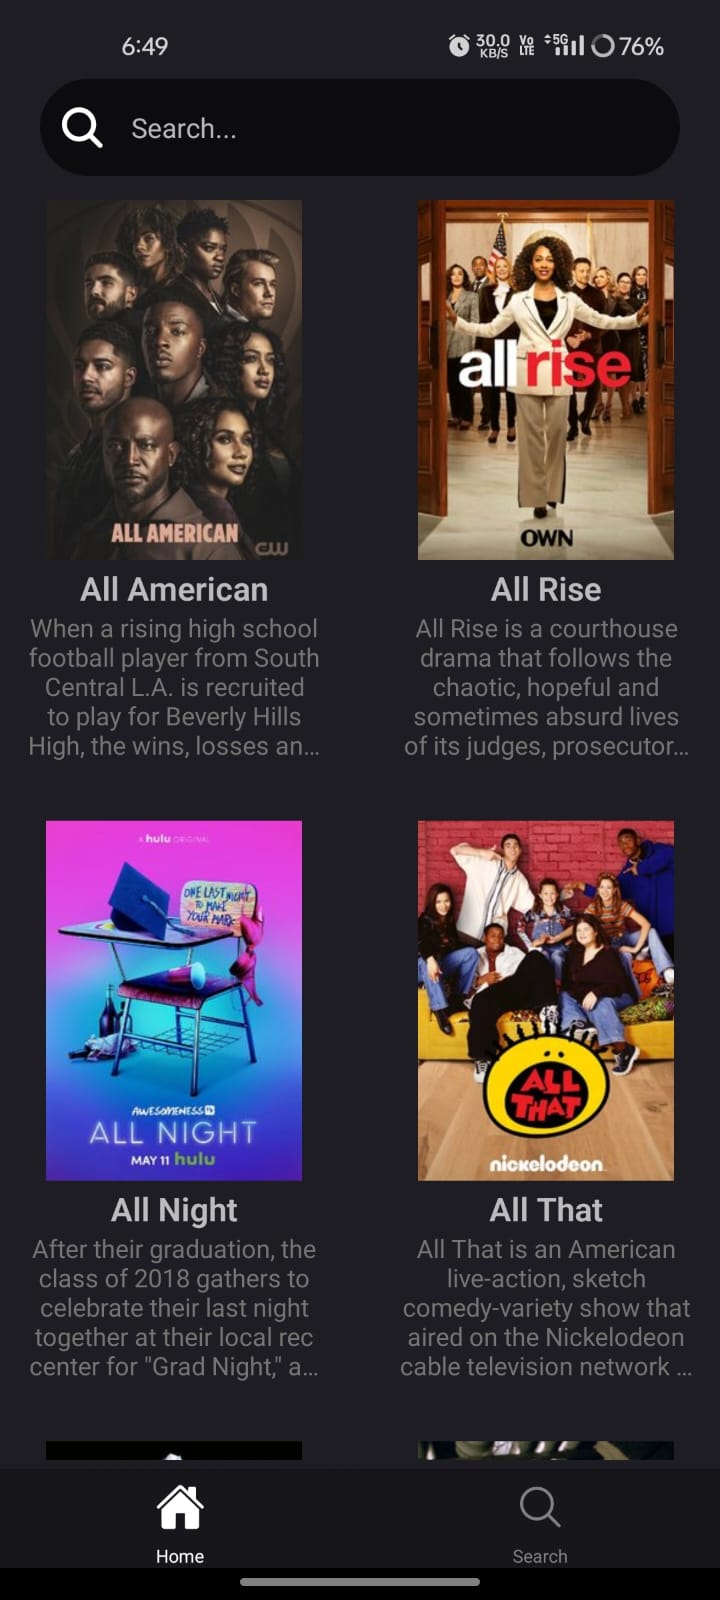 6:49
30.0
KB/S
Vo
LTE
5G
76%
Search...
ALL AMERICAN
CW
all rise
OWN
All American
When a rising high school
football player from South
Central L.A. is recruited
to play for Beverly Hills
High, the wins, losses an...
All Rise
All Rise is a courthouse
drama that follows the
chaotic, hopeful and
sometimes absurd lives
of its judges, prosecutor...
A hulu ORIGINAL
ONE LAST NIGHT
TO MAKE
YOUR MARK
AWESOMENESS TV
ALL NIGHT
MAY 11 hulu
ALL
THAT
nickelodeon
All Night
After their graduation, the
class of 2018 gathers to
celebrate their last night
together at their local rec
center for "Grad Night," a...
All That
All That is an American
live-action, sketch
comedy-variety show that
aired on the Nickelodeon
cable television network ...
Home
Search